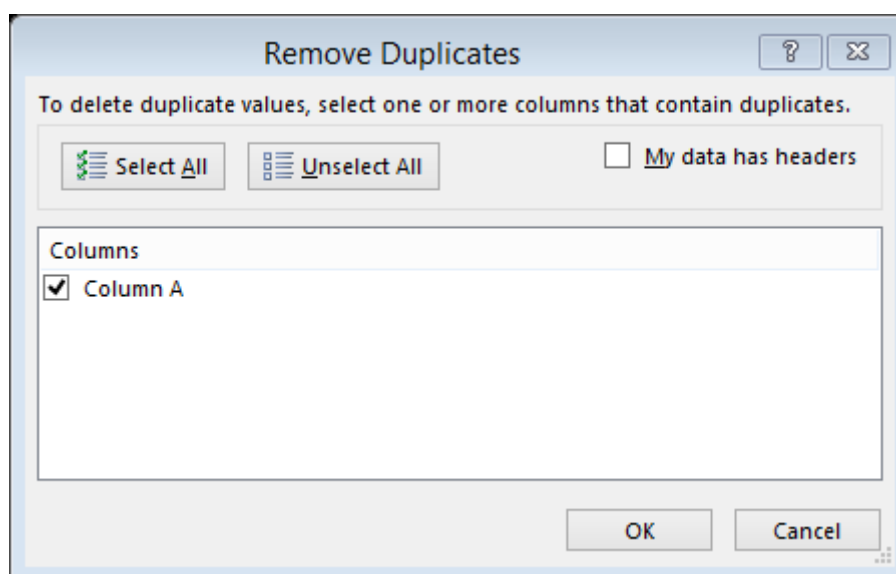 Remove Duplicates
To delete duplicate values, select one or more columns that contain duplicates.
Select All
Unselect All
My data has headers
Columns
Column A
OK
Cancel